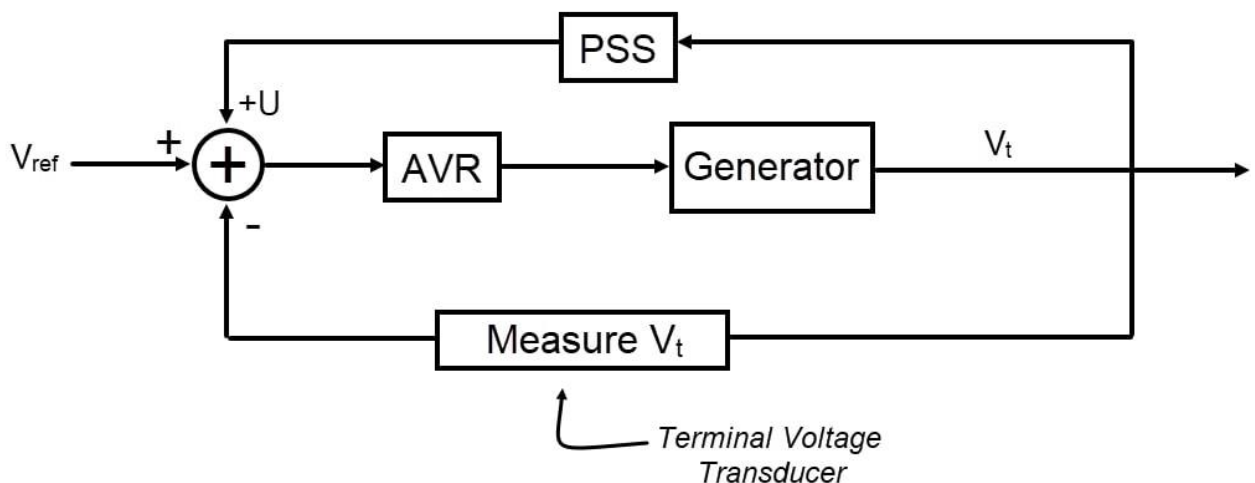 PSS
+U
V_ref
+
+
AVR
Generator
V_t
-
Measure V_t
Terminal Voltage
Transducer